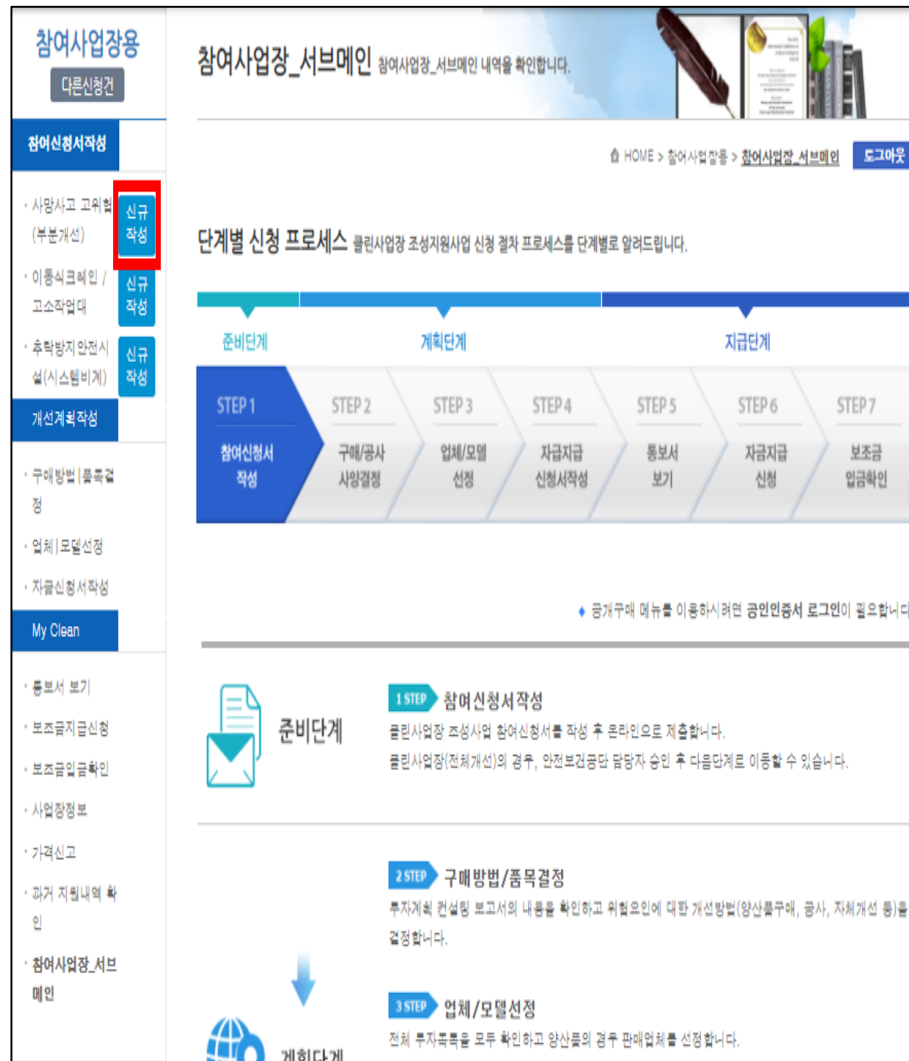 참여사업장용
다른신청건
참여신청서작성
사망사고 고위험
(부분개선)
신규
작성
이동식크레인 /
고소작업대
신규
작성
추락방지안전시
설(시스템비계)
신규
작성
개선계획작성
구매방법|품목결
정
업체|모델선정
자금신청서작성
My Clean
통보서 보기
보조금지급신청
보조금입금확인
사업장정보
가격신고
과거 지원내역 확
인
참여사업장_서브
메인
참여사업장_서브메인 참여사업장_서브메인 내역을 확인합니다.
HOME > 참여사업장용 > 참여사업장_서브메인 로그아웃
단계별 신청 프로세스 클린사업장 조성지원사업 신청 절차 프로세스를 단계별로 알려드립니다.
준비단계 계획단계 지급단계
STEP 1 STEP 2 STEP 3 STEP 4 STEP 5 STEP 6 STEP 7
참여신청서 구매/공사 업체/모델 자급지급 통보서 자금지급 보조금
작성 사양결정 선정 신청서작성 보기 신청 입금확인
◆ 공개구매 메뉴를 이용하시려면 공인인증서 로그인이 필요합니다
준비단계
1 STEP 참여신청서작성
클린사업장 조성사업 참여신청서를 작성 후 온라인으로 제출합니다.
클린사업장(전체개선)의 경우, 안전보건공단 담당자 승인 후 다음단계로 이동할 수 있습니다.
2 STEP 구매방법/품목결정
투자계획 컨설팅 보고서의 내용을 확인하고 위험요인에 대한 개선방법(양산품구매, 공사, 자체개선 등)을
결정합니다.
계획단계
3 STEP 업체/모델선정
전체 투자목록을 모두 확인하고 양산품의 경우 판매업체를 선정합니다.